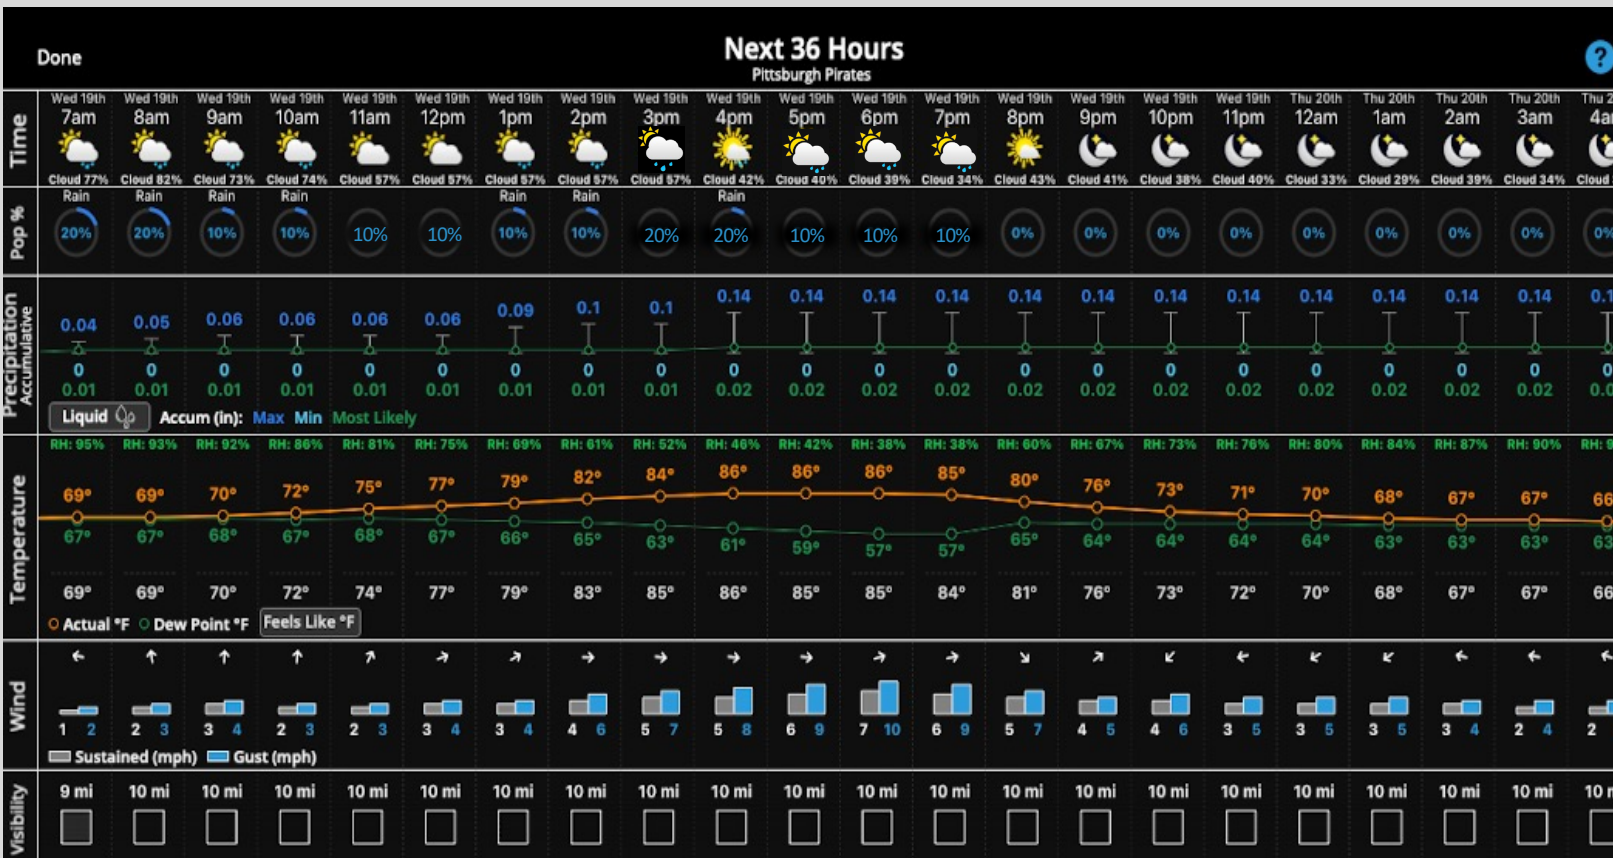 Next 36 Hours
Done
?
Pittsburgh Pirates
Time
Wed 19th Wed 19th Wed 19th Wed 19th Wed 19th Wed 19th Wed 19th Wed 19th Wed 19th Wed 19th Wed 19th Wed 19th Wed 19th Wed 19th Wed 19th Wed 19th Wed 19th Thu 20th Thu 20th Thu 20th Thu 20th Thu 2
7am 8am 9am 10am 11am 12pm 1pm 2pm 3pm 4pm 5pm 6pm 7pm 8pm 9pm 10pm 11pm 12am 1am 2am 3am 4a
Cloud 77% Cloud 82% Cloud 73% Cloud 74% Cloud 57% Cloud 57% Cloud 57% Cloud 57% Cloud 57% Cloud 42% Cloud 40% Cloud 39% Cloud 34% Cloud 43% Cloud 41% Cloud 38% Cloud 40% Cloud 33% Cloud 29% Cloud 39% Cloud 34% Cloud
Pop %
Rain Rain Rain Rain Rain Rain Rain
20% 20% 10% 10% 10% 10% 10% 10% 20% 20% 10% 10% 10% 0% 0% 0% 0% 0% 0% 0% 0% 0%
Precipitation
Accumulative
0.04 0.05 0.06 0.06 0.06 0.06 0.09 0.1 0.1 0.14 0.14 0.14 0.14 0.14 0.14 0.14 0.14 0.14 0.14 0.14 0.14 0.1
0 0 0 0 0 0 0 0 0 0 0 0 0 0 0 0 0 0 0 0 0 0
0.01 0.01 0.01 0.01 0.01 0.01 0.01 0.01 0.01 0.02 0.02 0.02 0.02 0.02 0.02 0.02 0.02 0.02 0.02 0.02 0.02 0.0
Liquid Accum (in): Max Min Most Likely
Temperature
RH: 95% RH: 93% RH: 92% RH: 86% RH: 81% RH: 75% RH: 69% RH: 61% RH: 52% RH: 46% RH: 42% RH: 38% RH: 38% RH: 60% RH: 67% RH: 73% RH: 76% RH: 80% RH: 84% RH: 87% RH: 90% RH: 9
69° 69° 70° 72° 75° 77° 79° 82° 84° 86° 86° 86° 85° 80° 76° 73° 71° 70° 68° 67° 67° 66
67° 67° 68° 67° 68° 67° 66° 65° 63° 61° 59° 57° 57° 65° 64° 64° 64° 64° 63° 63° 63° 63
69° 69° 70° 72° 74° 77° 79° 83° 85° 86° 85° 85° 84° 81° 76° 73° 72° 70° 68° 67° 67° 66
Actual °F Dew Point °F Feels Like °F
Wind
1 2 2 3 3 4 2 3 2 3 3 4 3 4 4 6 5 7 5 8 6 9 7 10 6 9 5 7 4 5 4 6 3 5 3 5 3 5 3 4 2 4 2
Sustained (mph) Gust (mph)
Visibility
9 mi 10 mi 10 mi 10 mi 10 mi 10 mi 10 mi 10 mi 10 mi 10 mi 10 mi 10 mi 10 mi 10 mi 10 mi 10 mi 10 mi 10 mi 10 mi 10 mi 10 mi 10 m